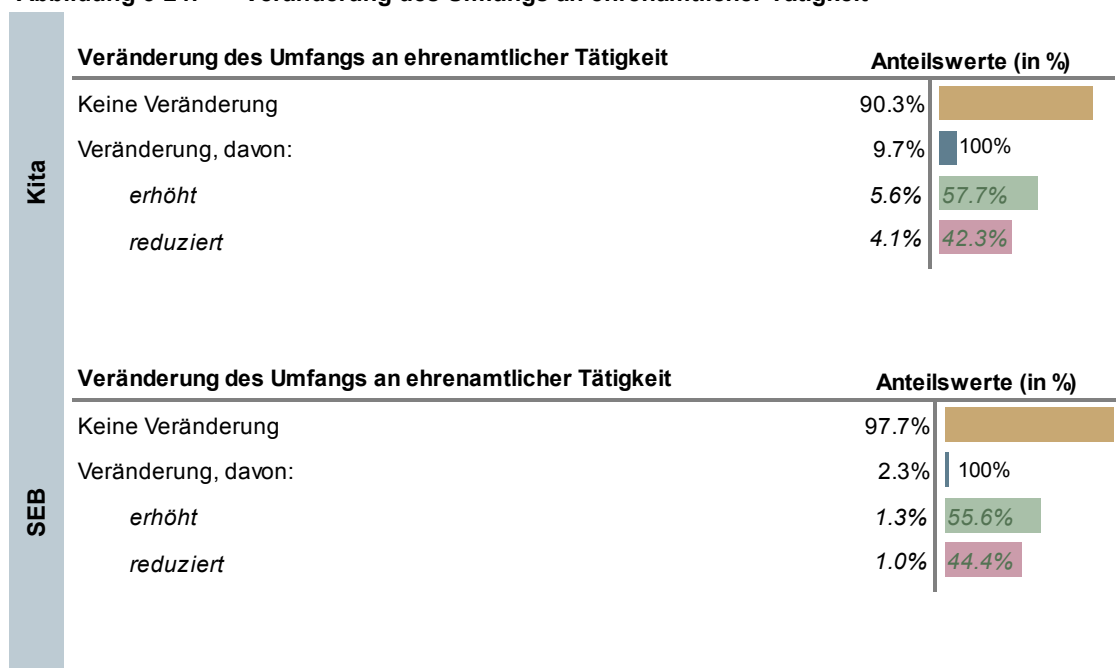 Veränderung des Umfangs an ehrenamtlicher Tätigkeit Anteilswerte (in %)
Kita
Keine Veränderung 90.3%
Veränderung, davon: 9.7% 100%
erhöht 5.6% 57.7%
reduziert 4.1% 42.3%
Veränderung des Umfangs an ehrenamtlicher Tätigkeit Anteilswerte (in %)
SEB
Keine Veränderung 97.7%
Veränderung, davon: 2.3% 100%
erhöht 1.3% 55.6%
reduziert 1.0% 44.4%